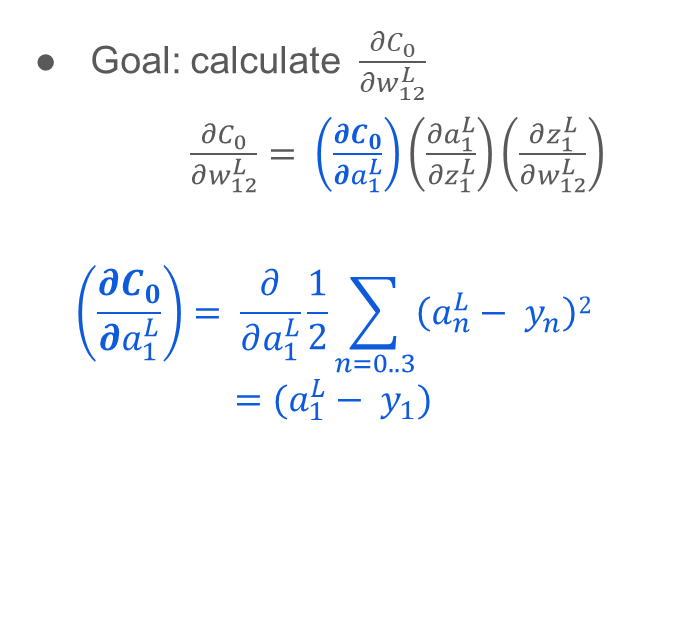 ● Goal: calculate ∂C₀/∂w₁₂ᴸ
∂C₀/∂w₁₂ᴸ = (∂C₀/∂a₁ᴸ) (∂a₁ᴸ/∂z₁ᴸ) (∂z₁ᴸ/∂w₁₂ᴸ)
(∂C₀/∂a₁ᴸ) = ∂/∂a₁ᴸ 1/2 ∑ n=0..3 (aₙᴸ − yₙ)²
= (a₁ᴸ − y₁)